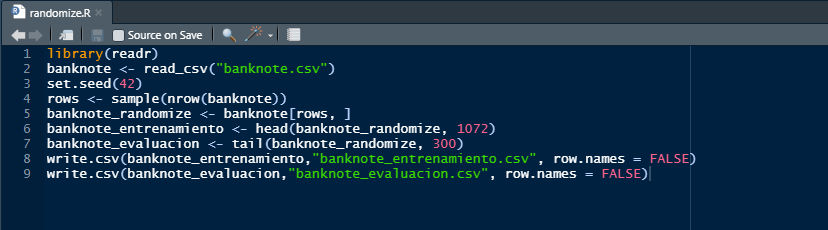 randomize.R
Source on Save
1 library(readr)
2 banknote <- read_csv("banknote.csv")
3 set.seed(42)
4 rows <- sample(nrow(banknote))
5 banknote_randomize <- banknote[rows, ]
6 banknote_entrenamiento <- head(banknote_randomize, 1072)
7 banknote_evaluacion <- tail(banknote_randomize, 300)
8 write.csv(banknote_entrenamiento,"banknote_entrenamiento.csv", row.names = FALSE)
9 write.csv(banknote_evaluacion,"banknote_evaluacion.csv", row.names = FALSE)